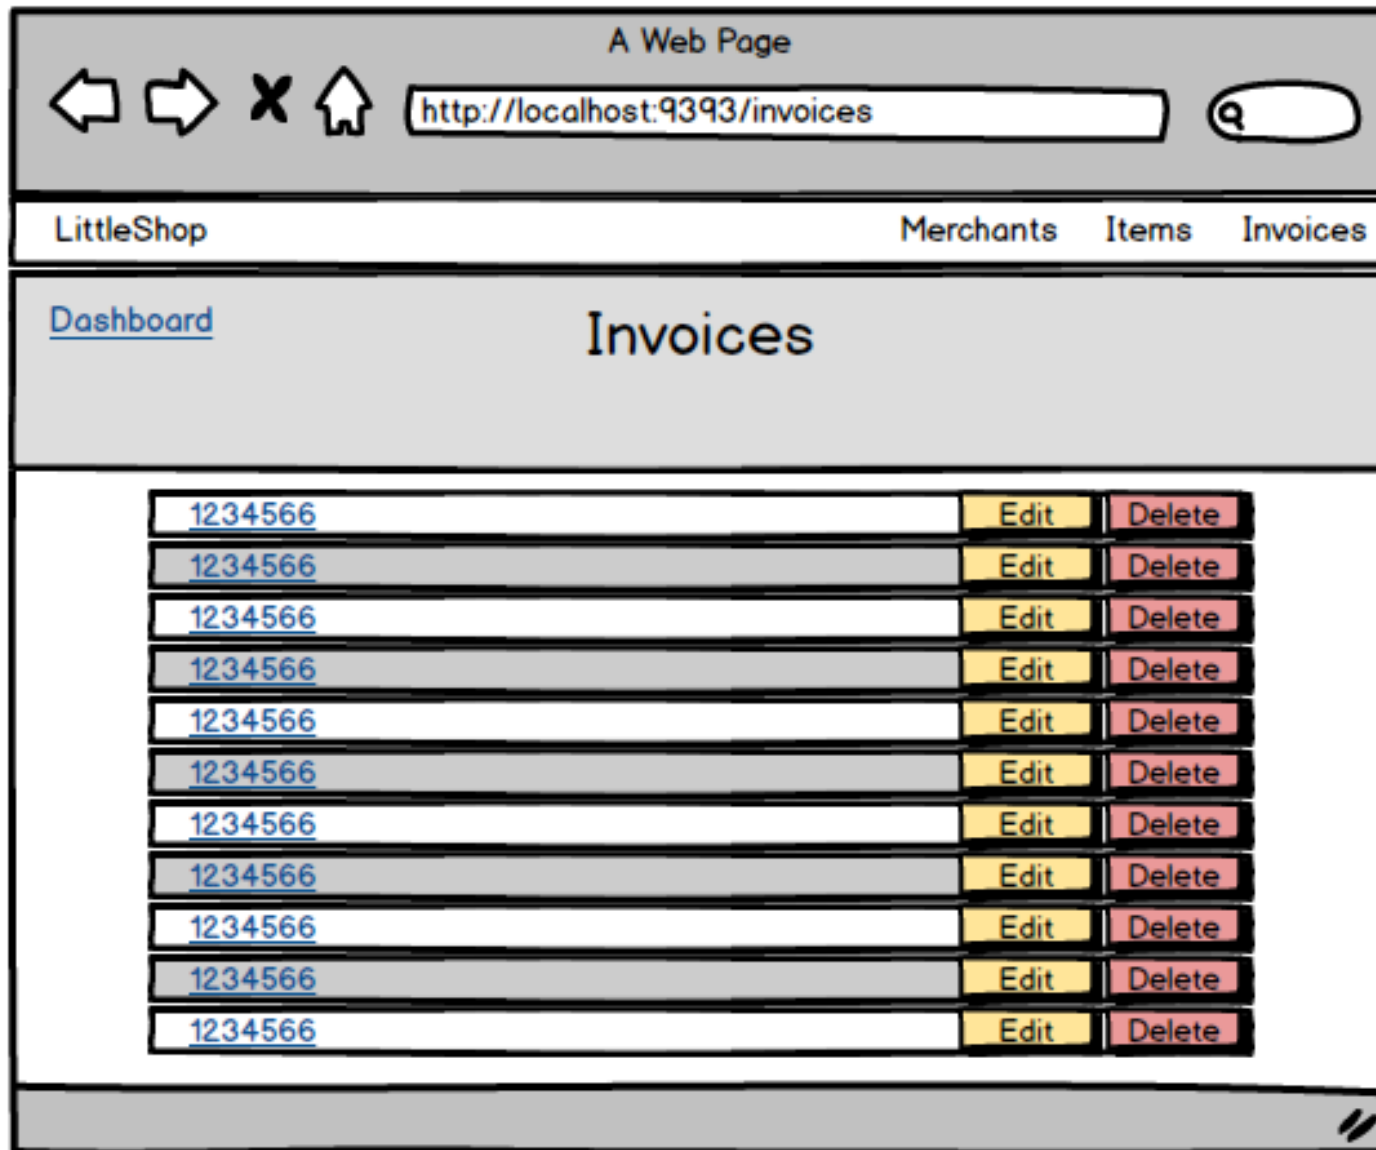 A Web Page
http://localhost:9393/invoices
LittleShop Merchants Items Invoices
Dashboard
Invoices
1234566 Edit Delete
1234566 Edit Delete
1234566 Edit Delete
1234566 Edit Delete
1234566 Edit Delete
1234566 Edit Delete
1234566 Edit Delete
1234566 Edit Delete
1234566 Edit Delete
1234566 Edit Delete
1234566 Edit Delete